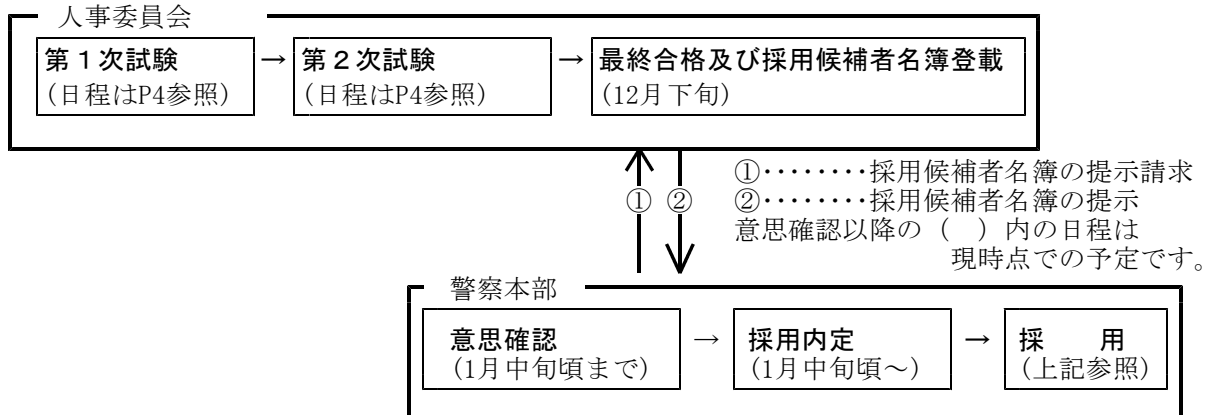 人事委員会
第１次試験 → 第２次試験 → 最終合格及び採用候補者名簿登載
(日程はP4参照) (日程はP4参照) (12月下旬)
①････････採用候補者名簿の提示請求
① ② ②････････採用候補者名簿の提示
意思確認以降の（　）内の日程は
現時点での予定です。
警察本部
意思確認 → 採用内定 → 採　　用
(1月中旬頃まで) (1月中旬頃～) (上記参照)